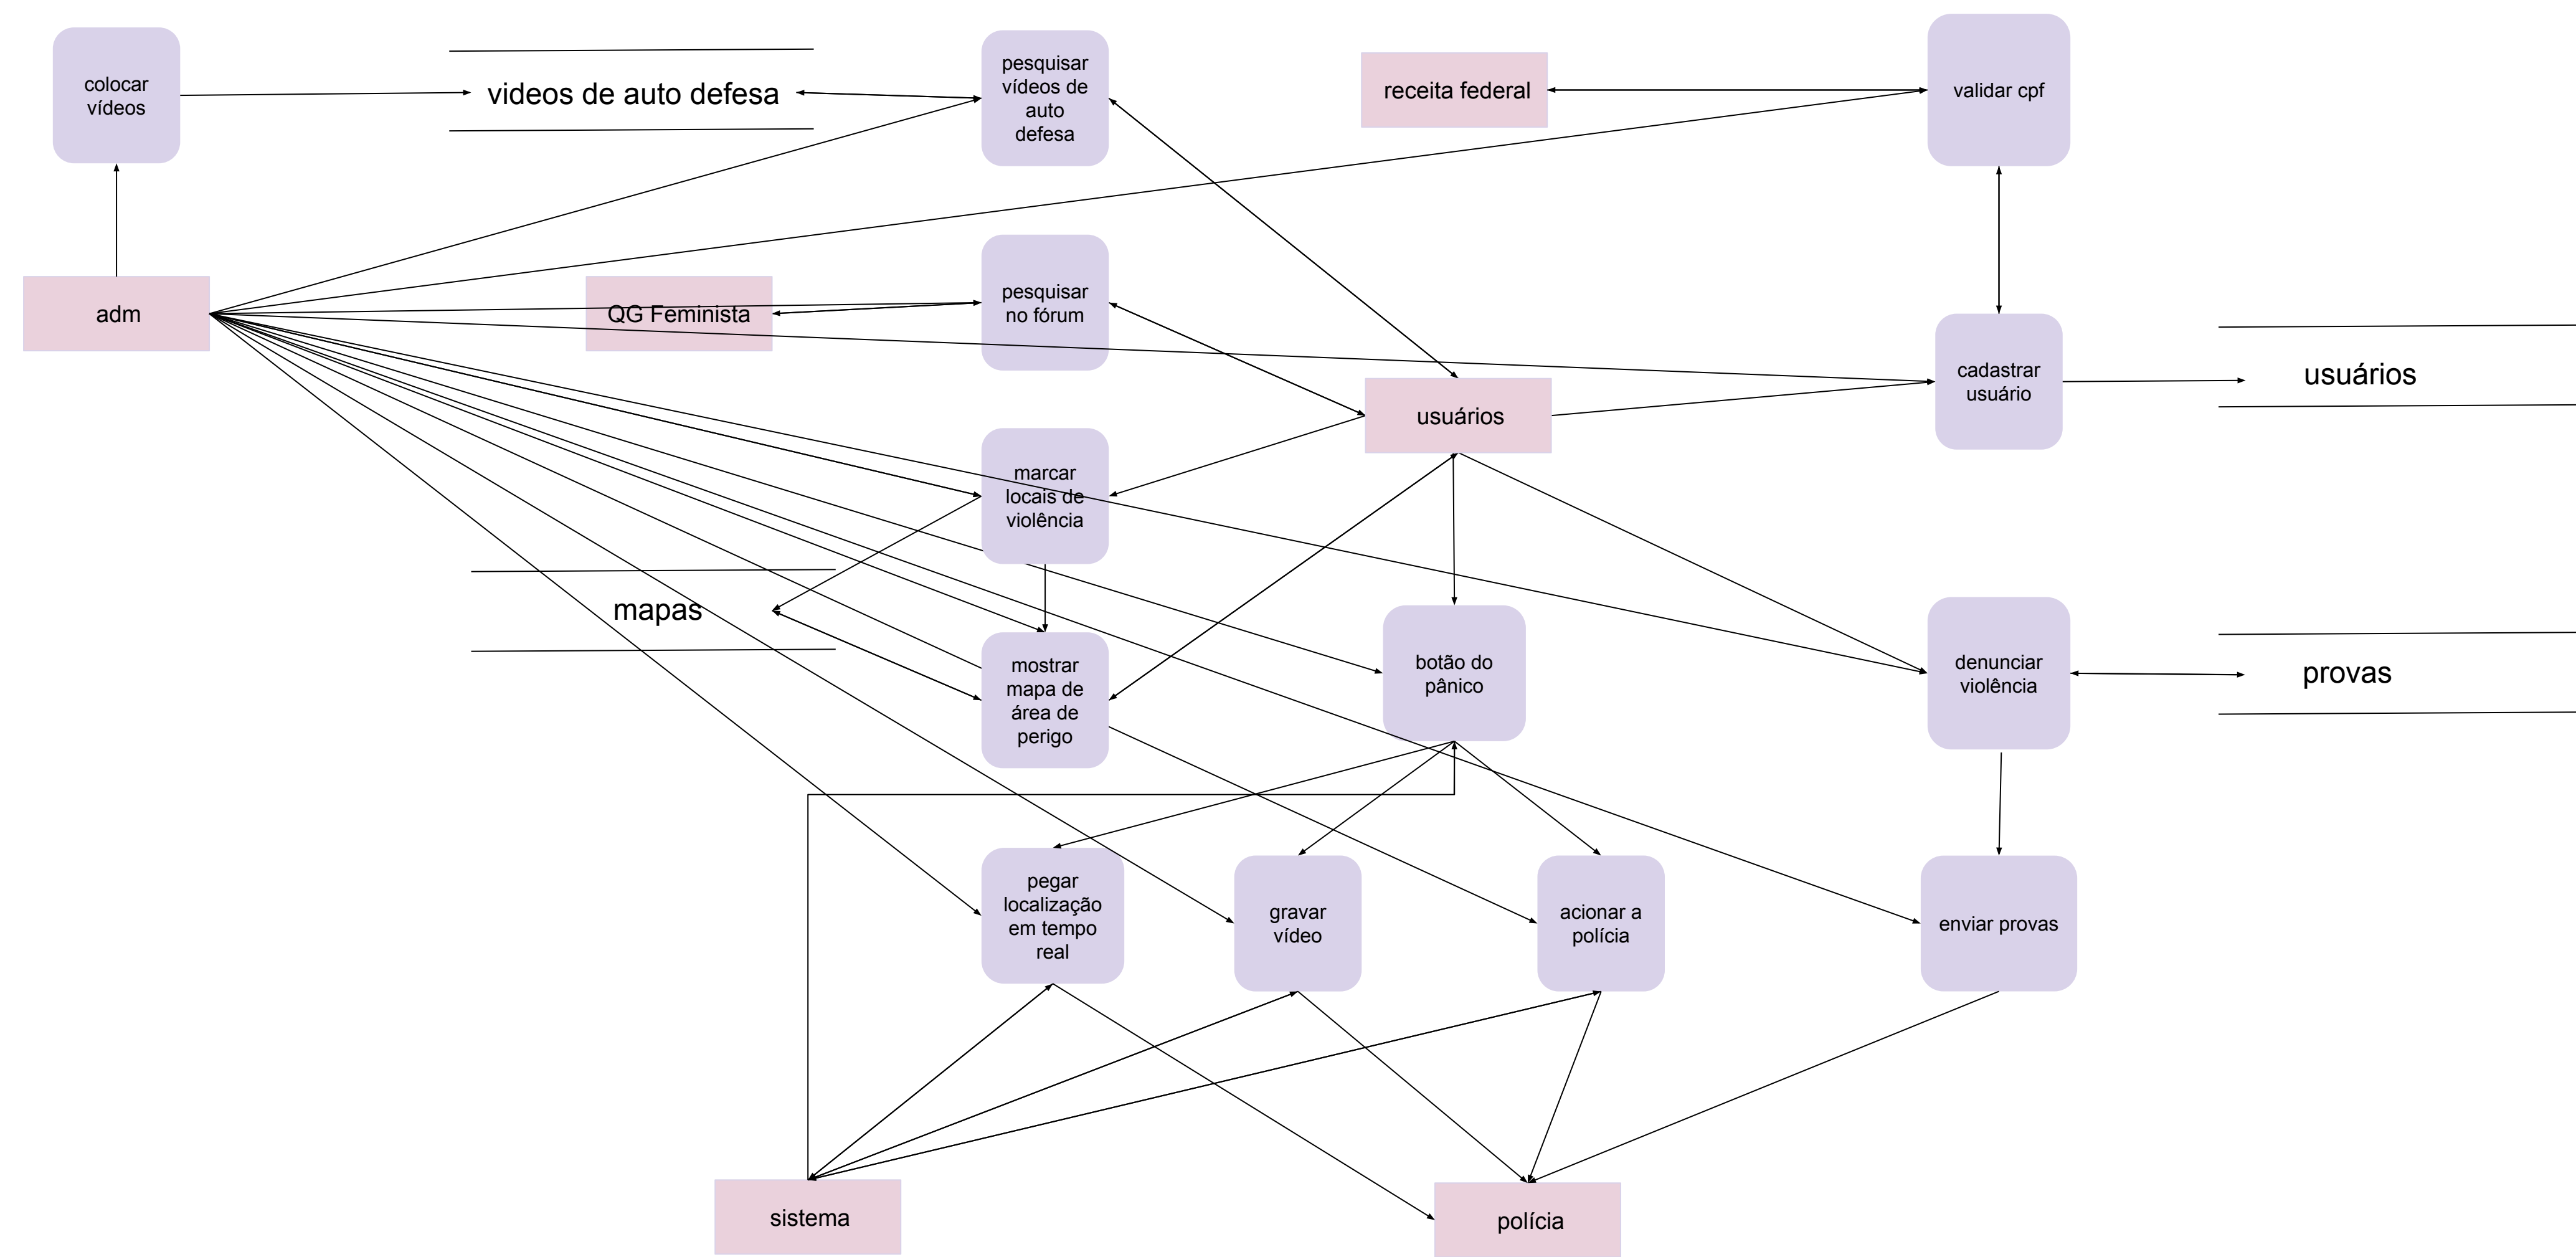 colocar
vídeos
videos de auto defesa
pesquisar
vídeos de
auto
defesa
receita federal
validar cpf
adm
QG Feminista
pesquisar
no fórum
usuários
cadastrar
usuário
usuários
marcar
locais de
violência
mapas
mostrar
mapa de
área de
perigo
botão do
pânico
denunciar
violência
provas
pegar
localização
em tempo
real
gravar
vídeo
acionar a
polícia
enviar provas
sistema
polícia